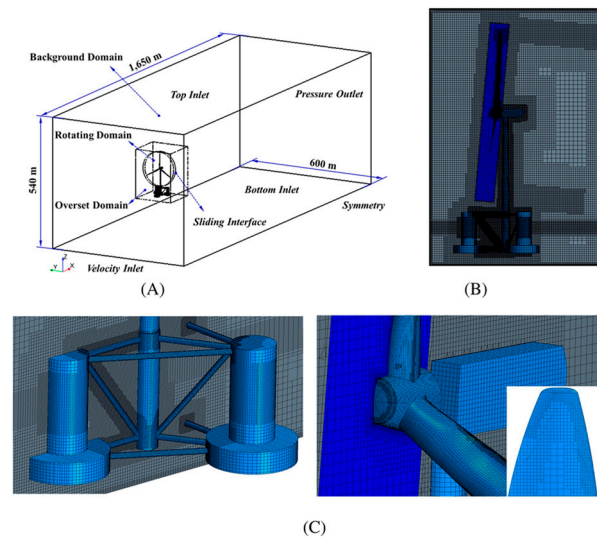 1,650 m
Background Domain
Top Inlet
Pressure Outlet
Rotating Domain
540 m
600 m
Bottom Inlet
Overset Domain
Symmetry
Sliding Interface
Z
Y
X
Velocity Inlet
(A)
(B)
(C)